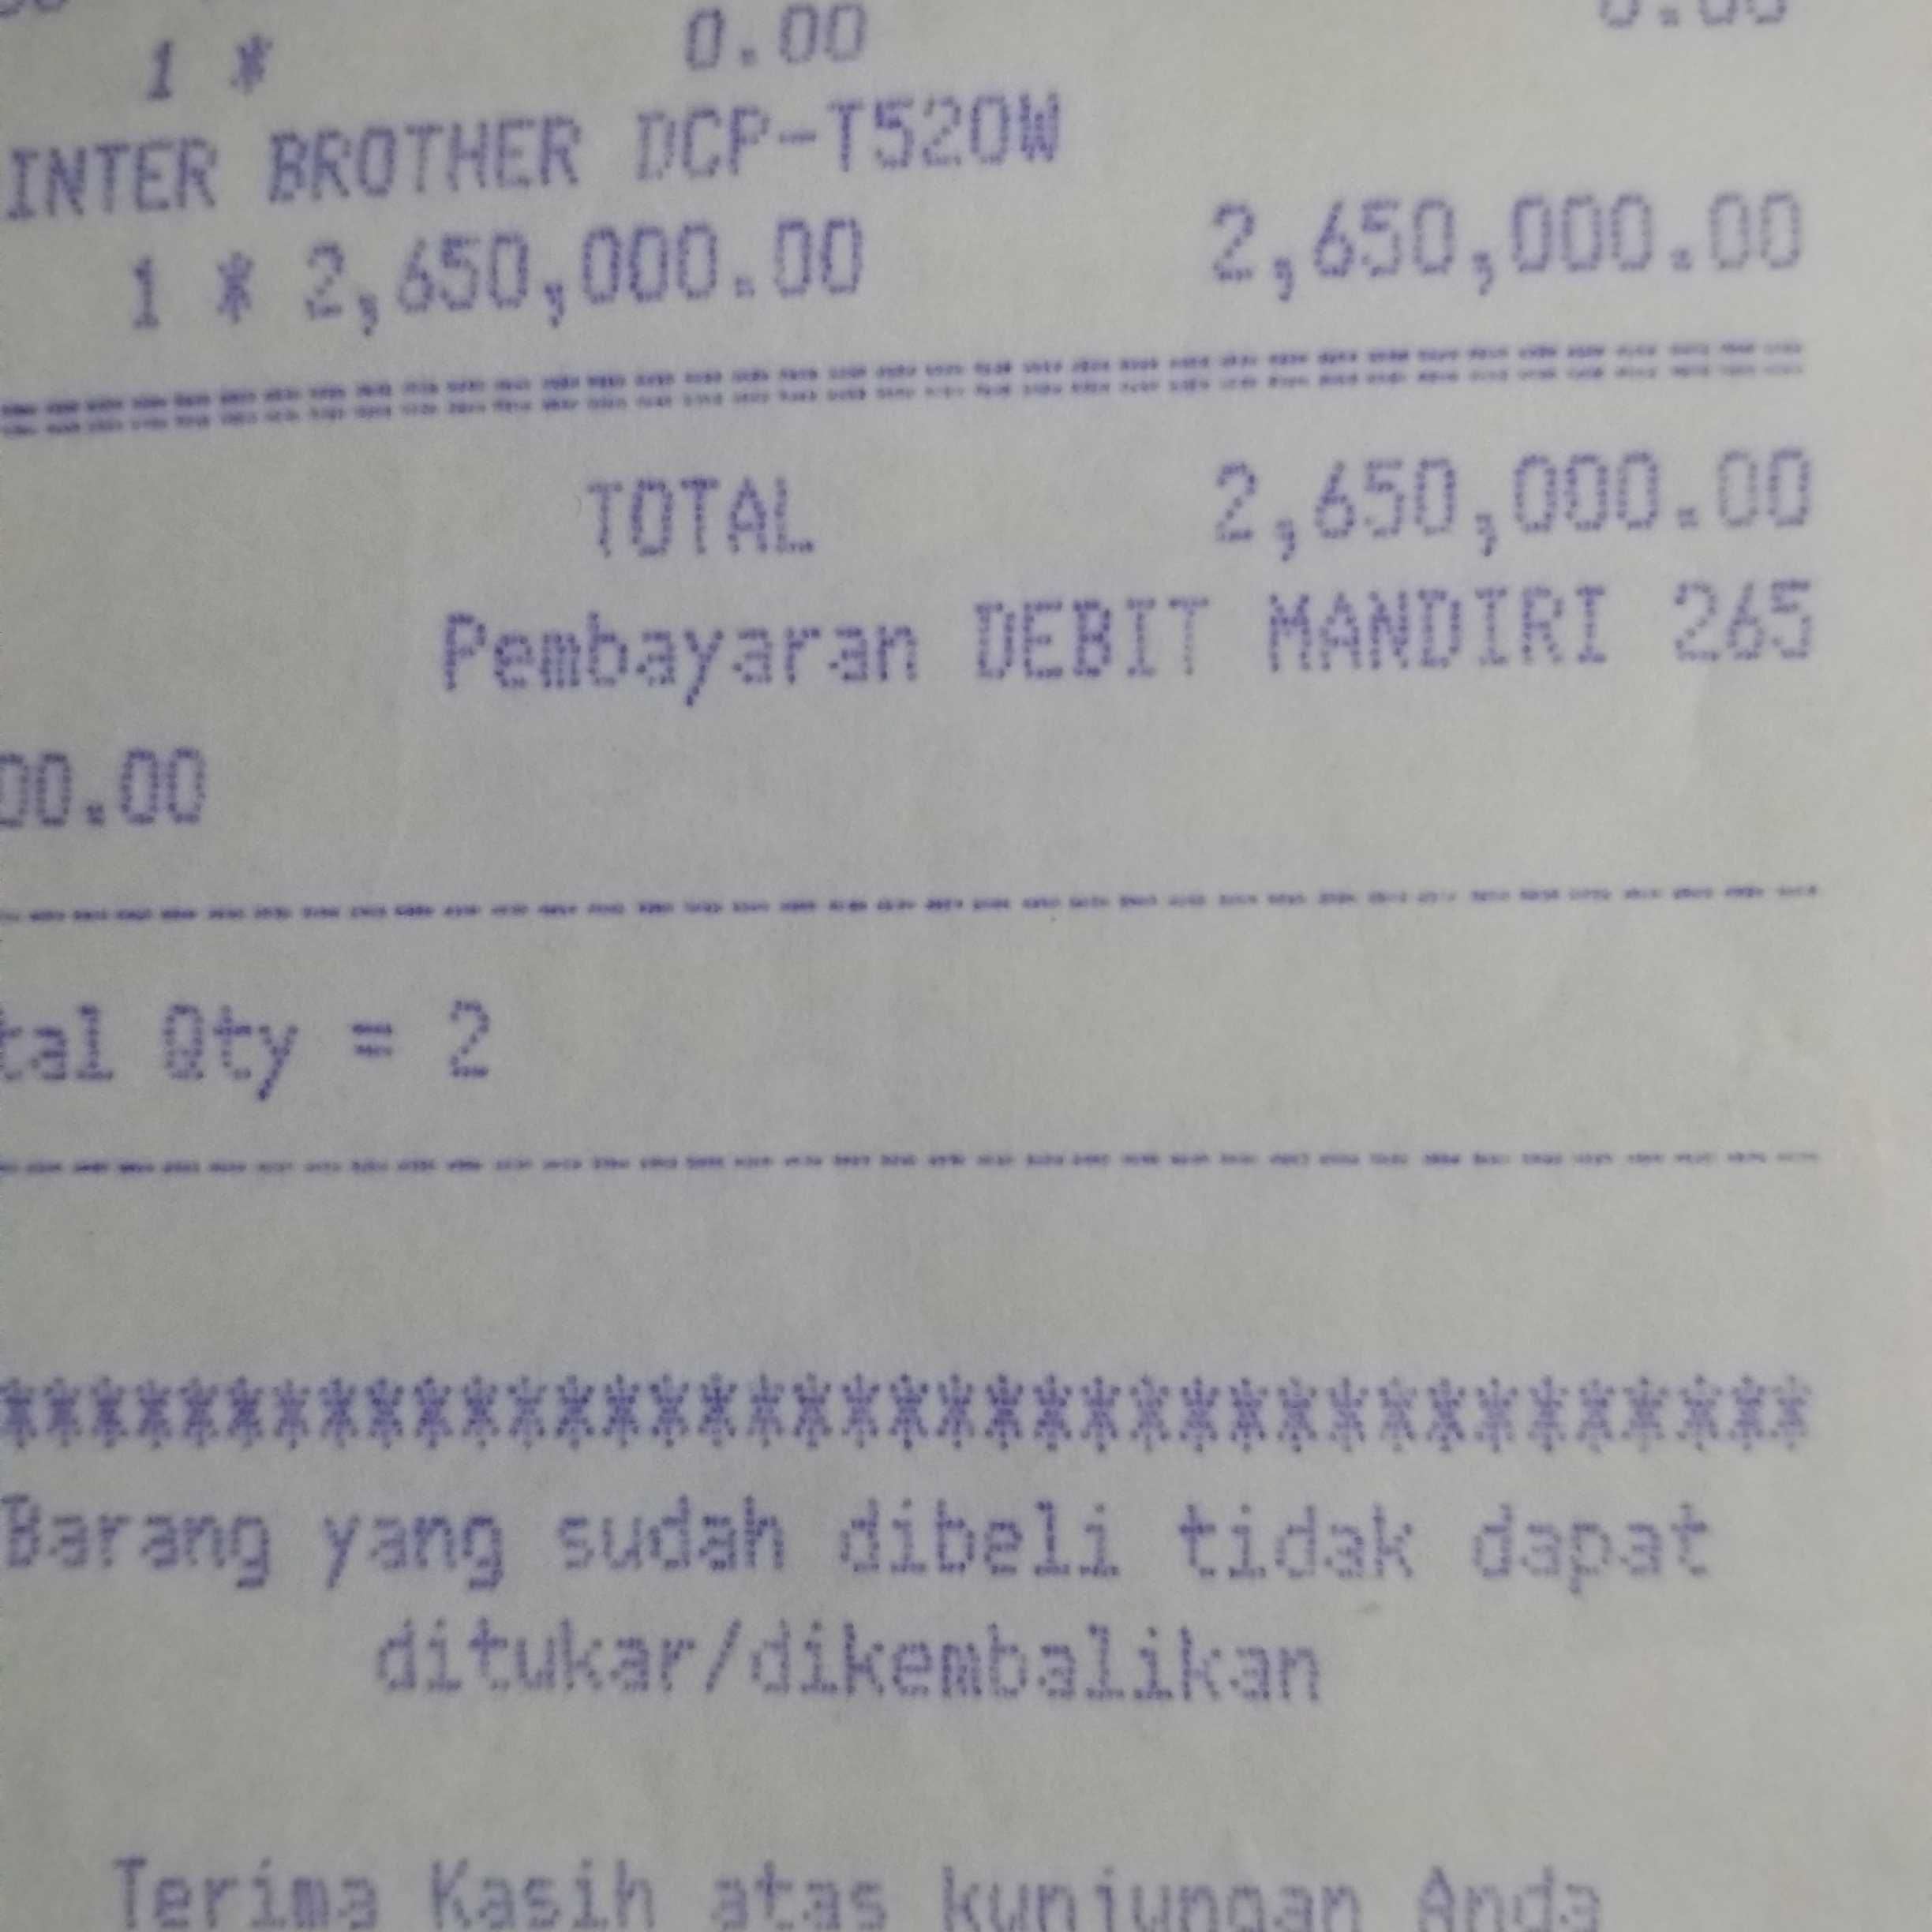 1 * 0.00 0.00
INTER BROTHER DCP-T520W
1 * 2,650,000.00 2,650,000.00
TOTAL 2,650,000.00
Pembayaran DEBIT MANDIRI 265
00.00
tal Qty = 2
*************************************
Barang yang sudah dibeli tidak dapat
ditukar/dikembalikan
Terima Kasih atas kunjungan Anda